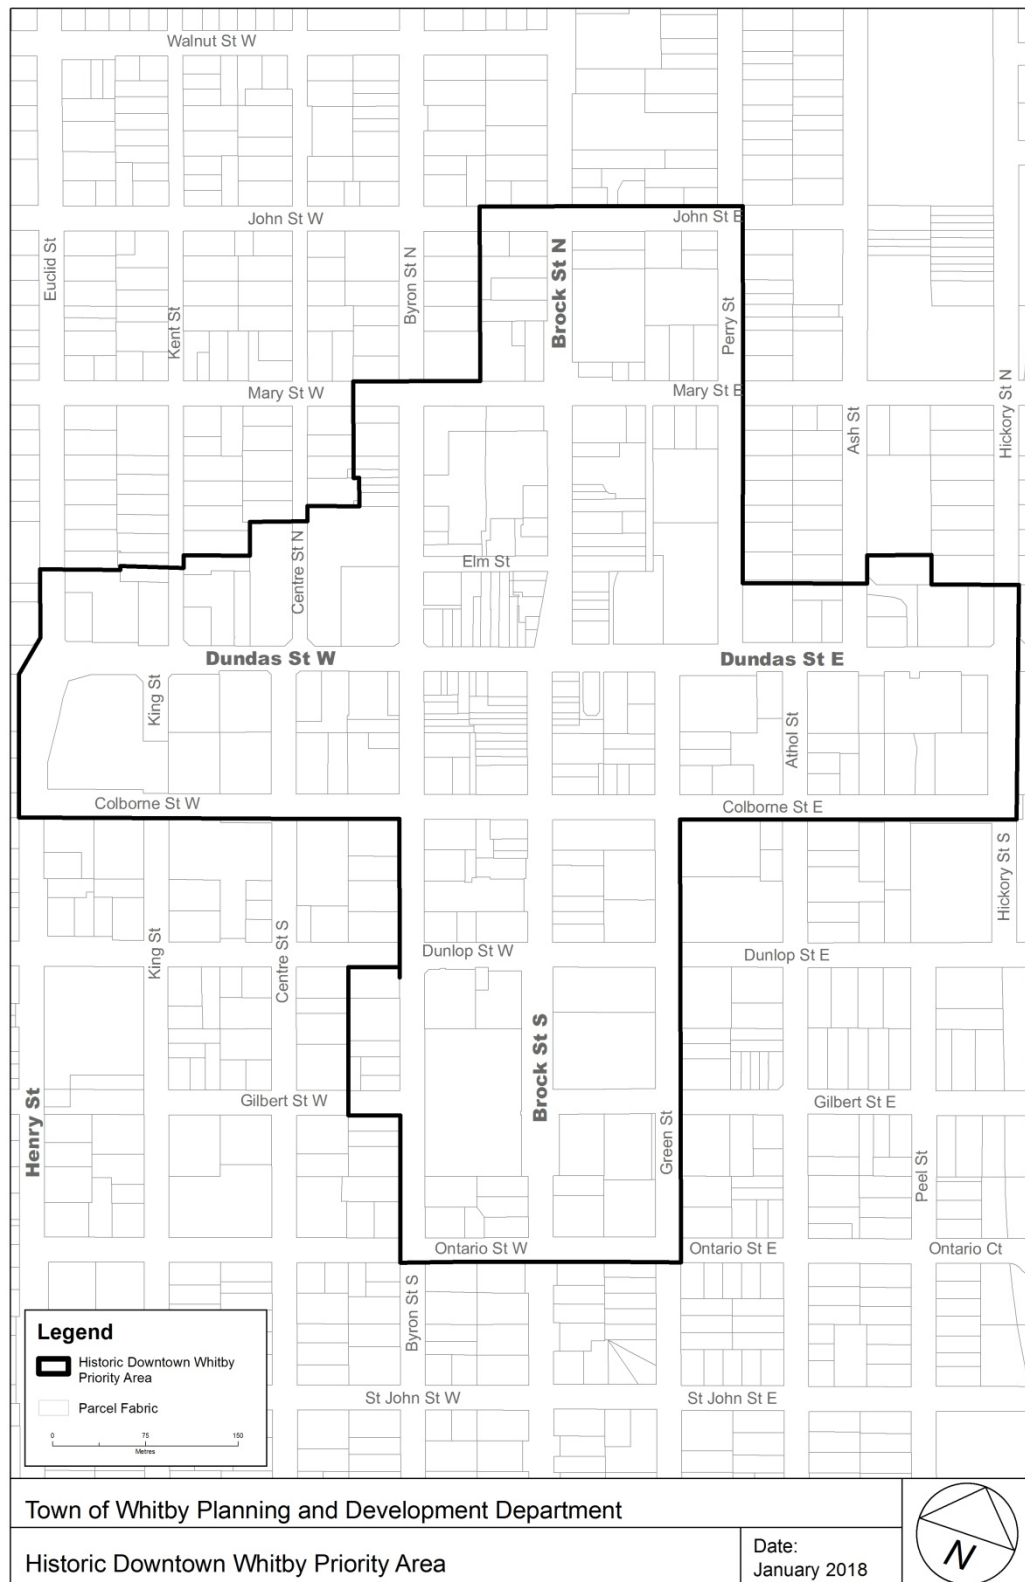 Walnut St W
John St W
John St E
Euclid St
Kent St
Byron St N
Brock St N
Perry St
Mary St W
Mary St E
Ash St
Hickory St N
Centre St N
Elm St
Dundas St W
Dundas St E
King St
Athol St
Colborne St W
Colborne St E
King St
Centre St S
Dunlop St W
Dunlop St E
Hickory St S
Henry St
Gilbert St W
Brock St S
Green St
Gilbert St E
Peel St
Ontario St W
Ontario St E
Ontario Ct
Byron St S
St John St W
St John St E
Legend
Historic Downtown Whitby
Priority Area
Parcel Fabric
0 75 150
Metres
Town of Whitby Planning and Development Department
Historic Downtown Whitby Priority Area
Date:
January 2018
N